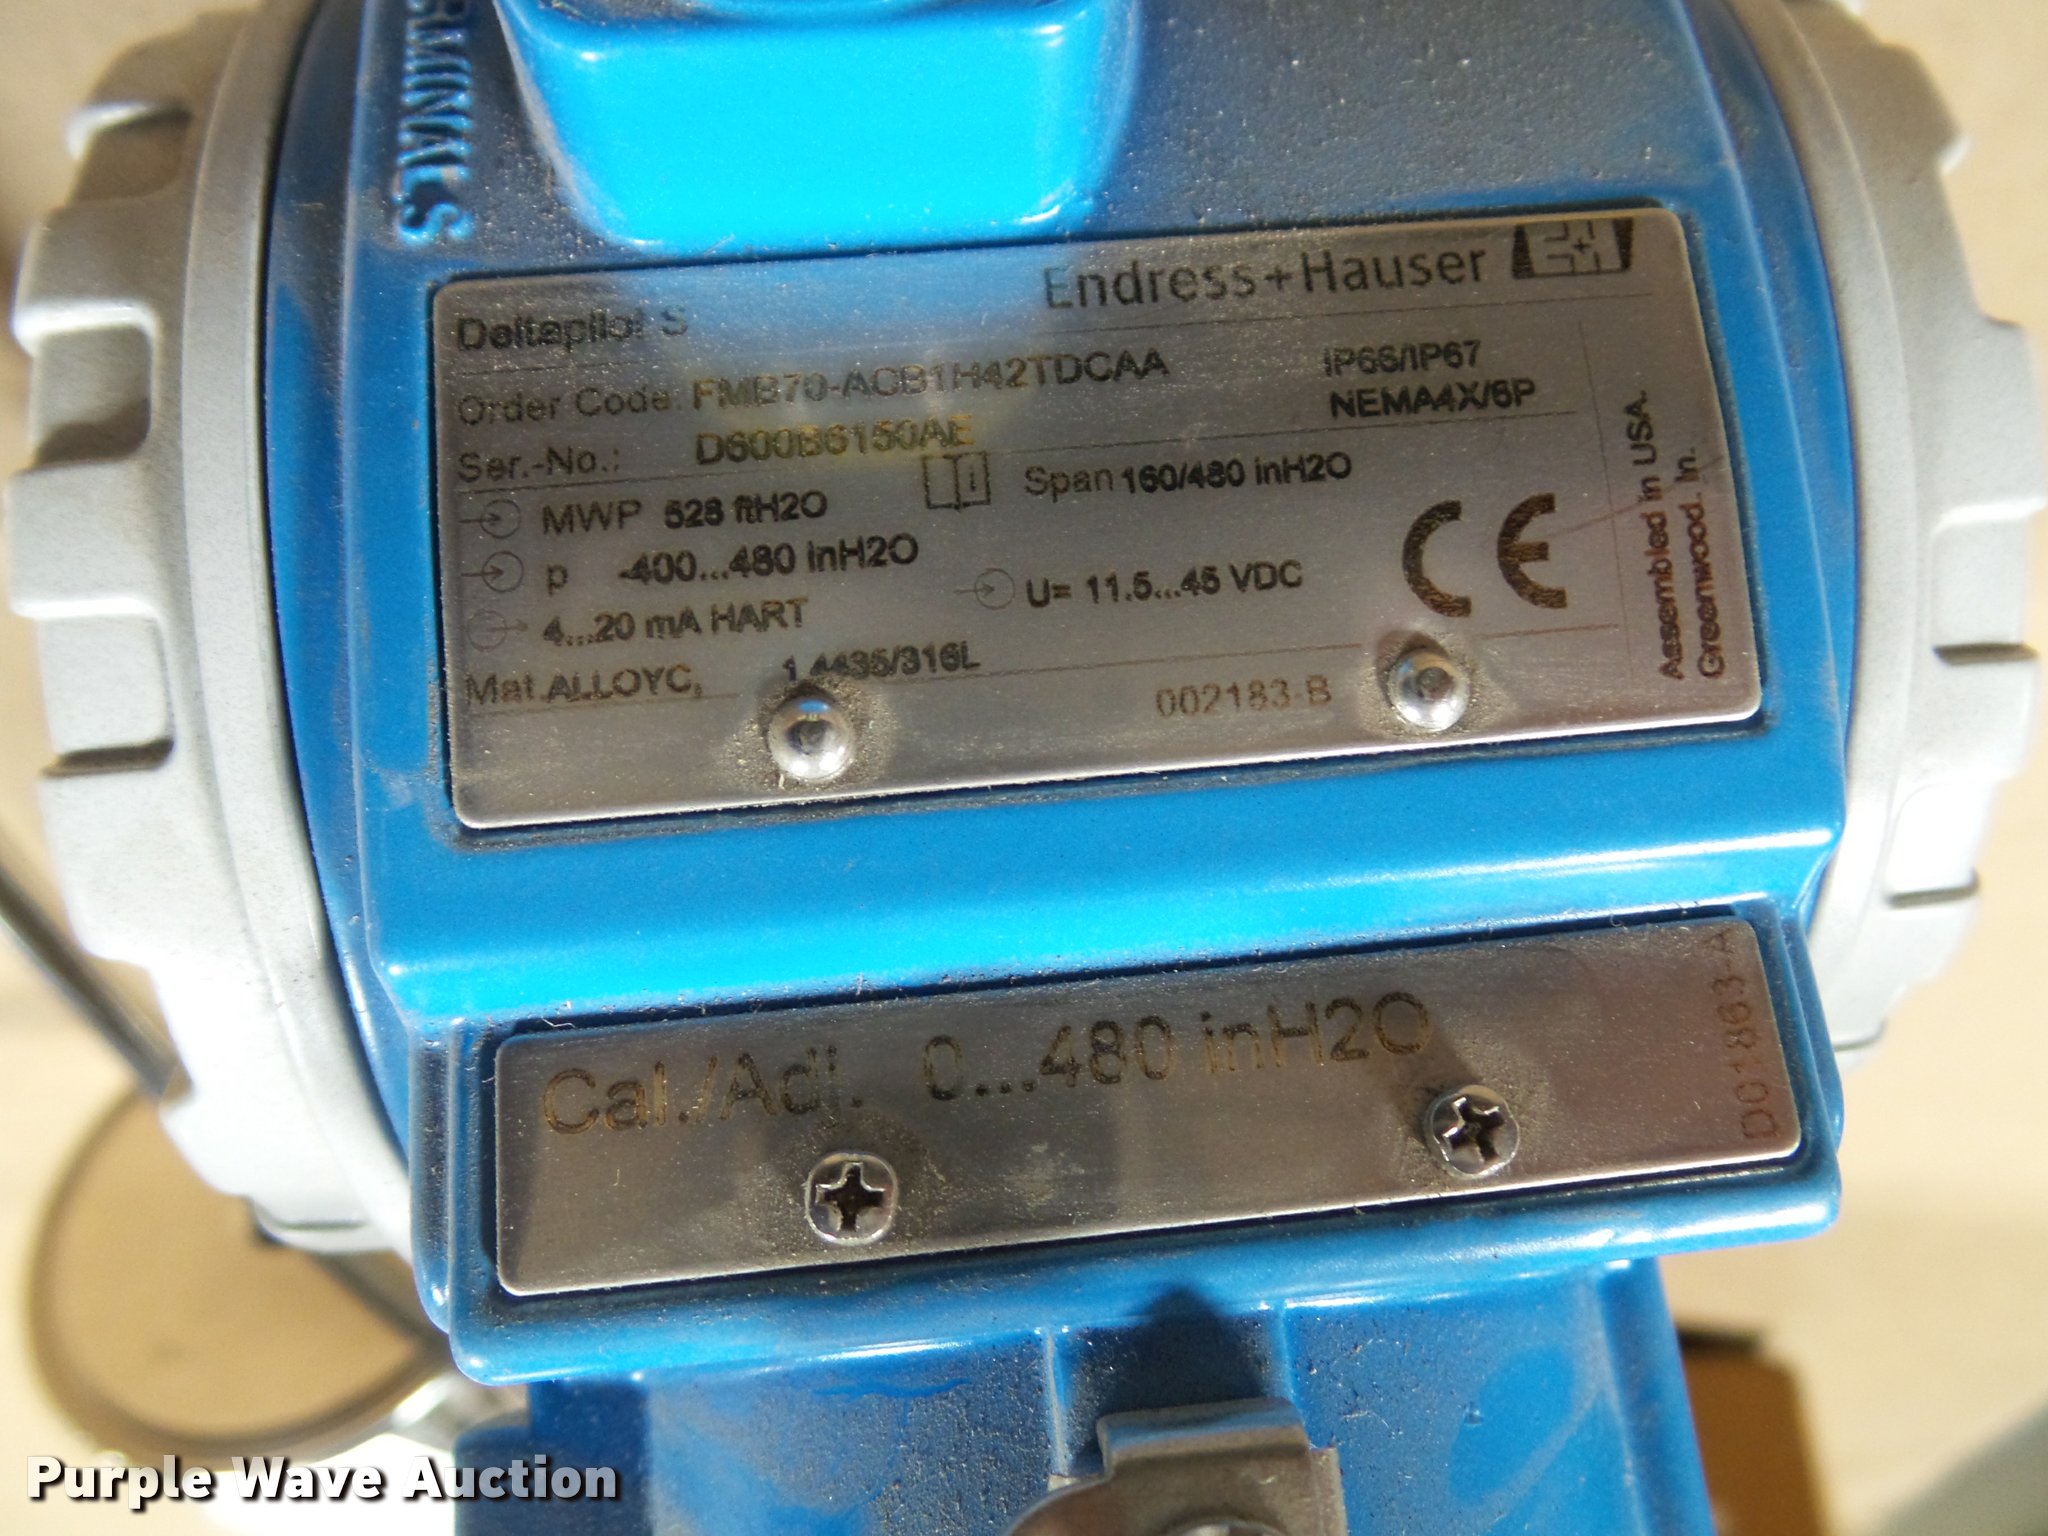 TERMINALS
Endress+Hauser
Deltapilot S
Order Code: FMB70-ACB1H42TDCAA
IP66/IP67
NEMA4X/6P
Ser.-No.: D600B6150AE
MWP 528 ftH2O
Span 160/480 inH2O
p -400...480 inH2O
U= 11.5...45 VDC
4...20 mA HART
Mat. ALLOYC, 1.4435/316L
002183-B
Assembled in USA.
Greenwood. In.
CE
Cal./Adj. 0...480 inH2O
D01863-A
Purple Wave Auction